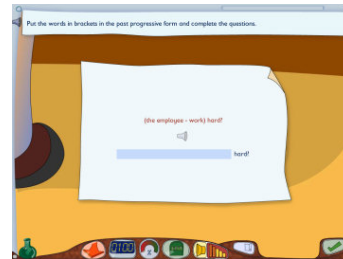 Put the words in brackets in the past progressive form and complete the questions.
(the employee - work) hard?
hard?